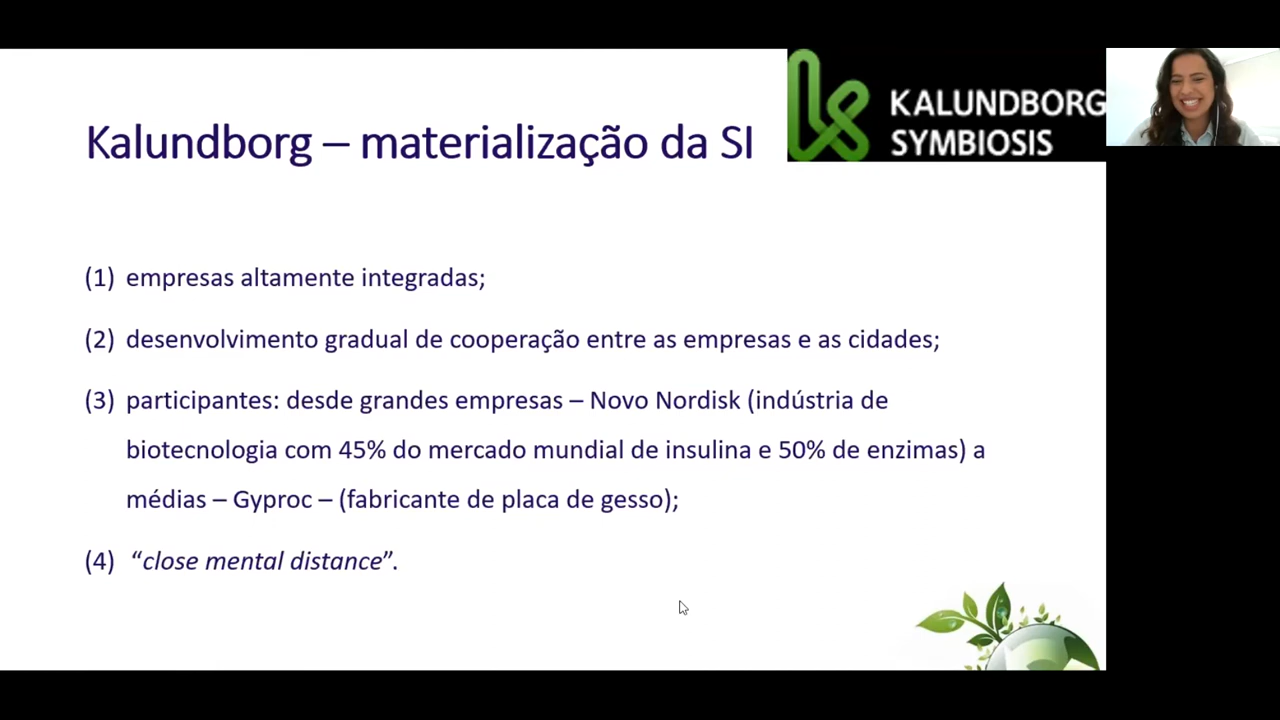 KALUNDBORG
SYMBIOSIS
Kalundborg – materialização da SI
(1) empresas altamente integradas;
(2) desenvolvimento gradual de cooperação entre as empresas e as cidades;
(3) participantes: desde grandes empresas – Novo Nordisk (indústria de
biotecnologia com 45% do mercado mundial de insulina e 50% de enzimas) a
médias – Gyproc – (fabricante de placa de gesso);
(4) “close mental distance”.